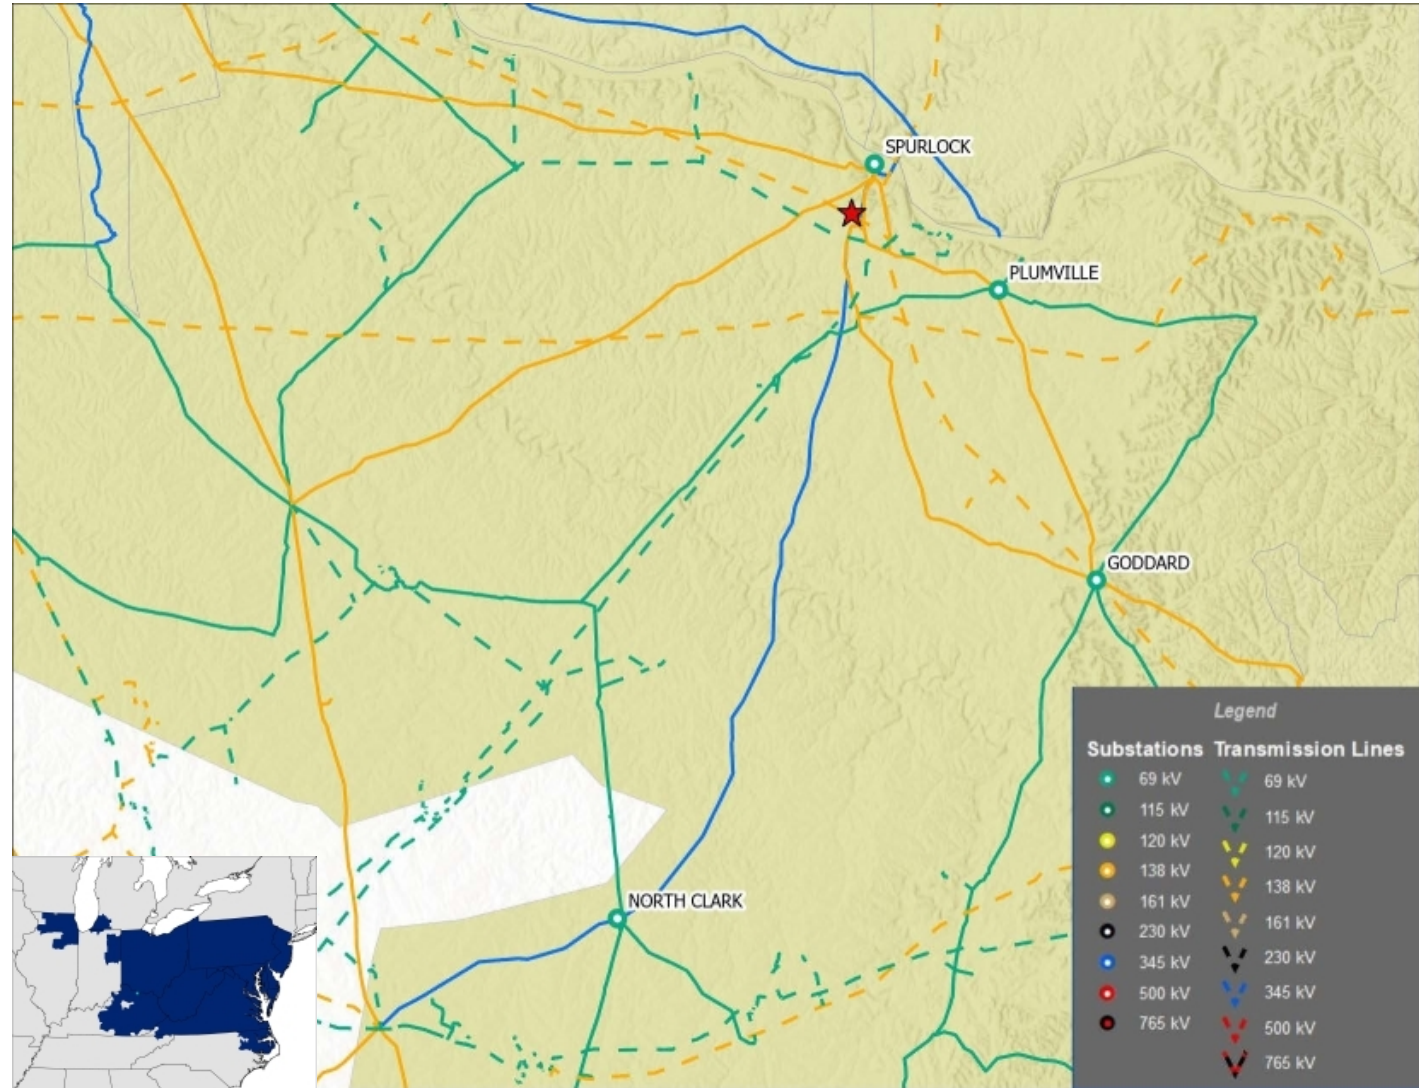 SPURLOCK
PLUMVILLE
GODDARD
NORTH CLARK
Legend
Substations Transmission Lines
69 kV 69 kV
115 kV 115 kV
120 kV 120 kV
138 kV 138 kV
161 kV 161 kV
230 kV 230 kV
345 kV 345 kV
500 kV 500 kV
765 kV 765 kV